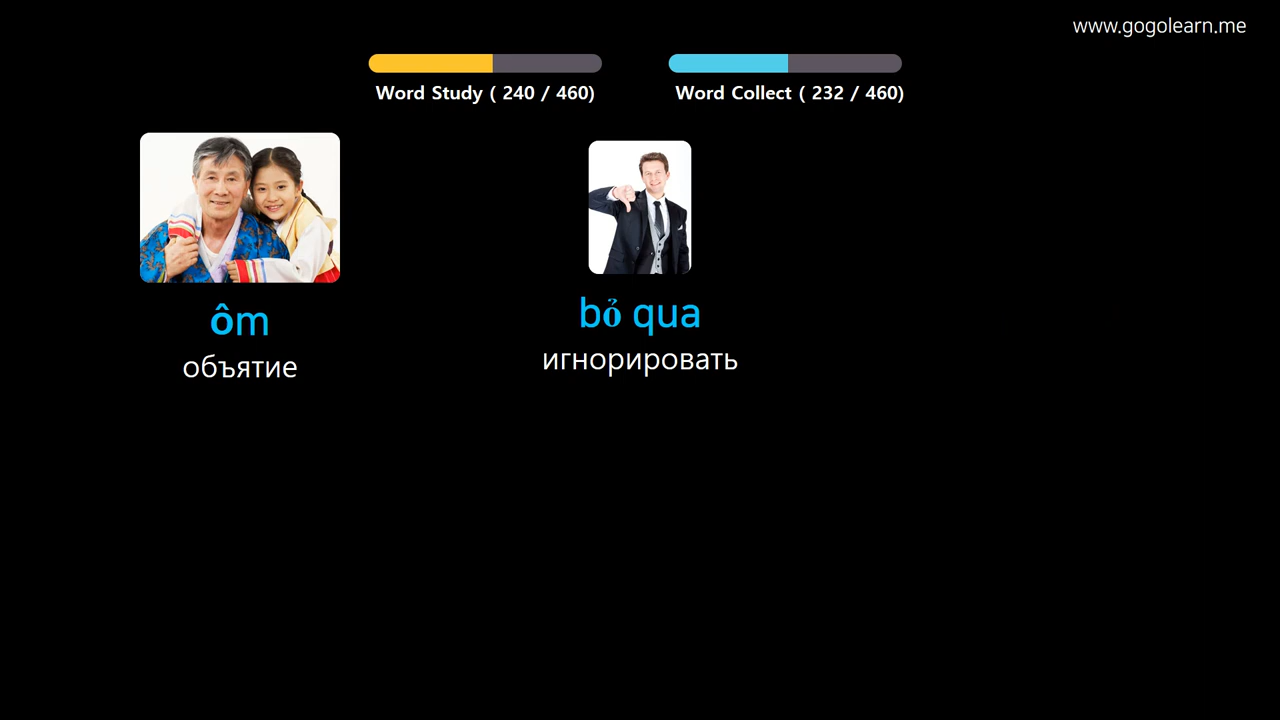 www.gogolearn.me
Word Study ( 240 / 460)
Word Collect ( 232 / 460)
ôm
объятие
bỏ qua
игнорировать